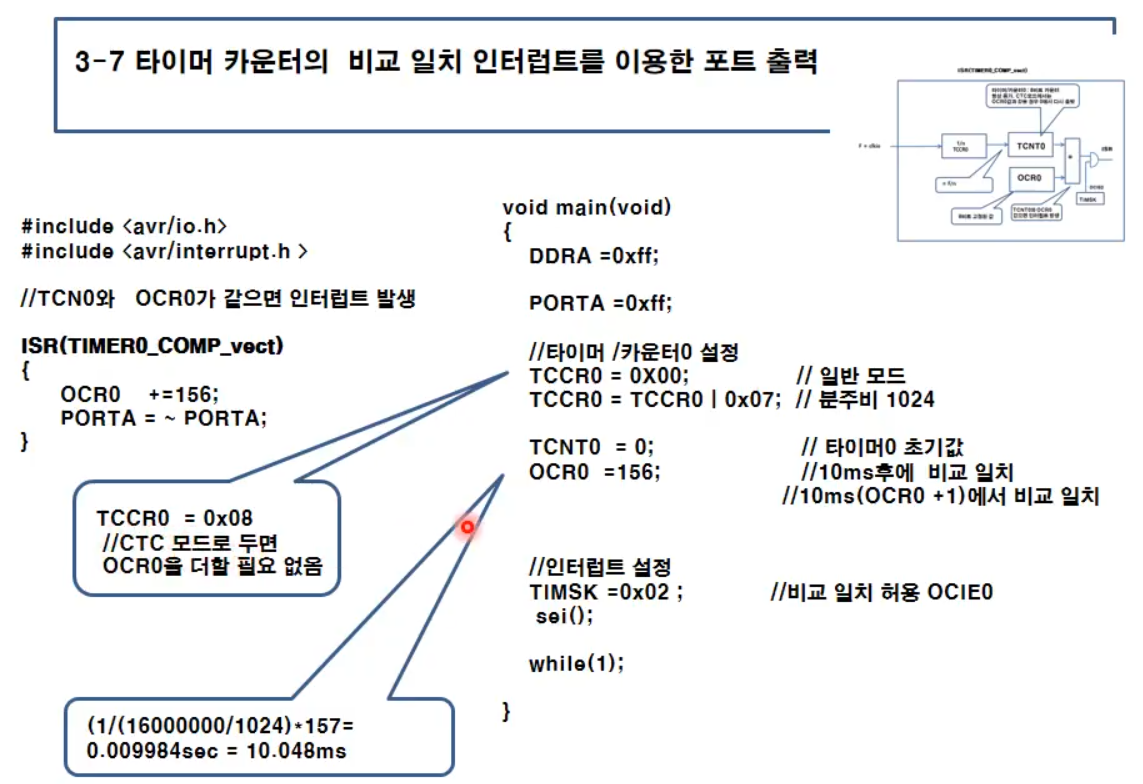 3-7 타이머 카운터의 비교 일치 인터럽트를 이용한 포트 출력
ISR(TIMER0_COMP_vect)
1/n
TCCR0
TCNT0
OCR0
TIMSK
#include <avr/io.h>
#include <avr/interrupt.h >
//TCN0와 OCR0가 같으면 인터럽트 발생
ISR(TIMER0_COMP_vect)
{
OCR0 +=156;
PORTA = ~ PORTA;
}
TCCR0 = 0x08
//CTC 모드로 두면
OCR0을 더할 필요 없음
(1/(16000000/1024)*157=
0.009984sec = 10.048ms
void main(void)
{
DDRA =0xff;
PORTA =0xff;
//타이머 /카운터0 설정
TCCR0 = 0X00; // 일반 모드
TCCR0 = TCCR0 | 0x07; // 분주비 1024
TCNT0 = 0; // 타이머0 초기값
OCR0 =156; //10ms후에 비교 일치
//10ms(OCR0 +1)에서 비교 일치
//인터럽트 설정
TIMSK =0x02 ; //비교 일치 허용 OCIE0
sei();
while(1);
}